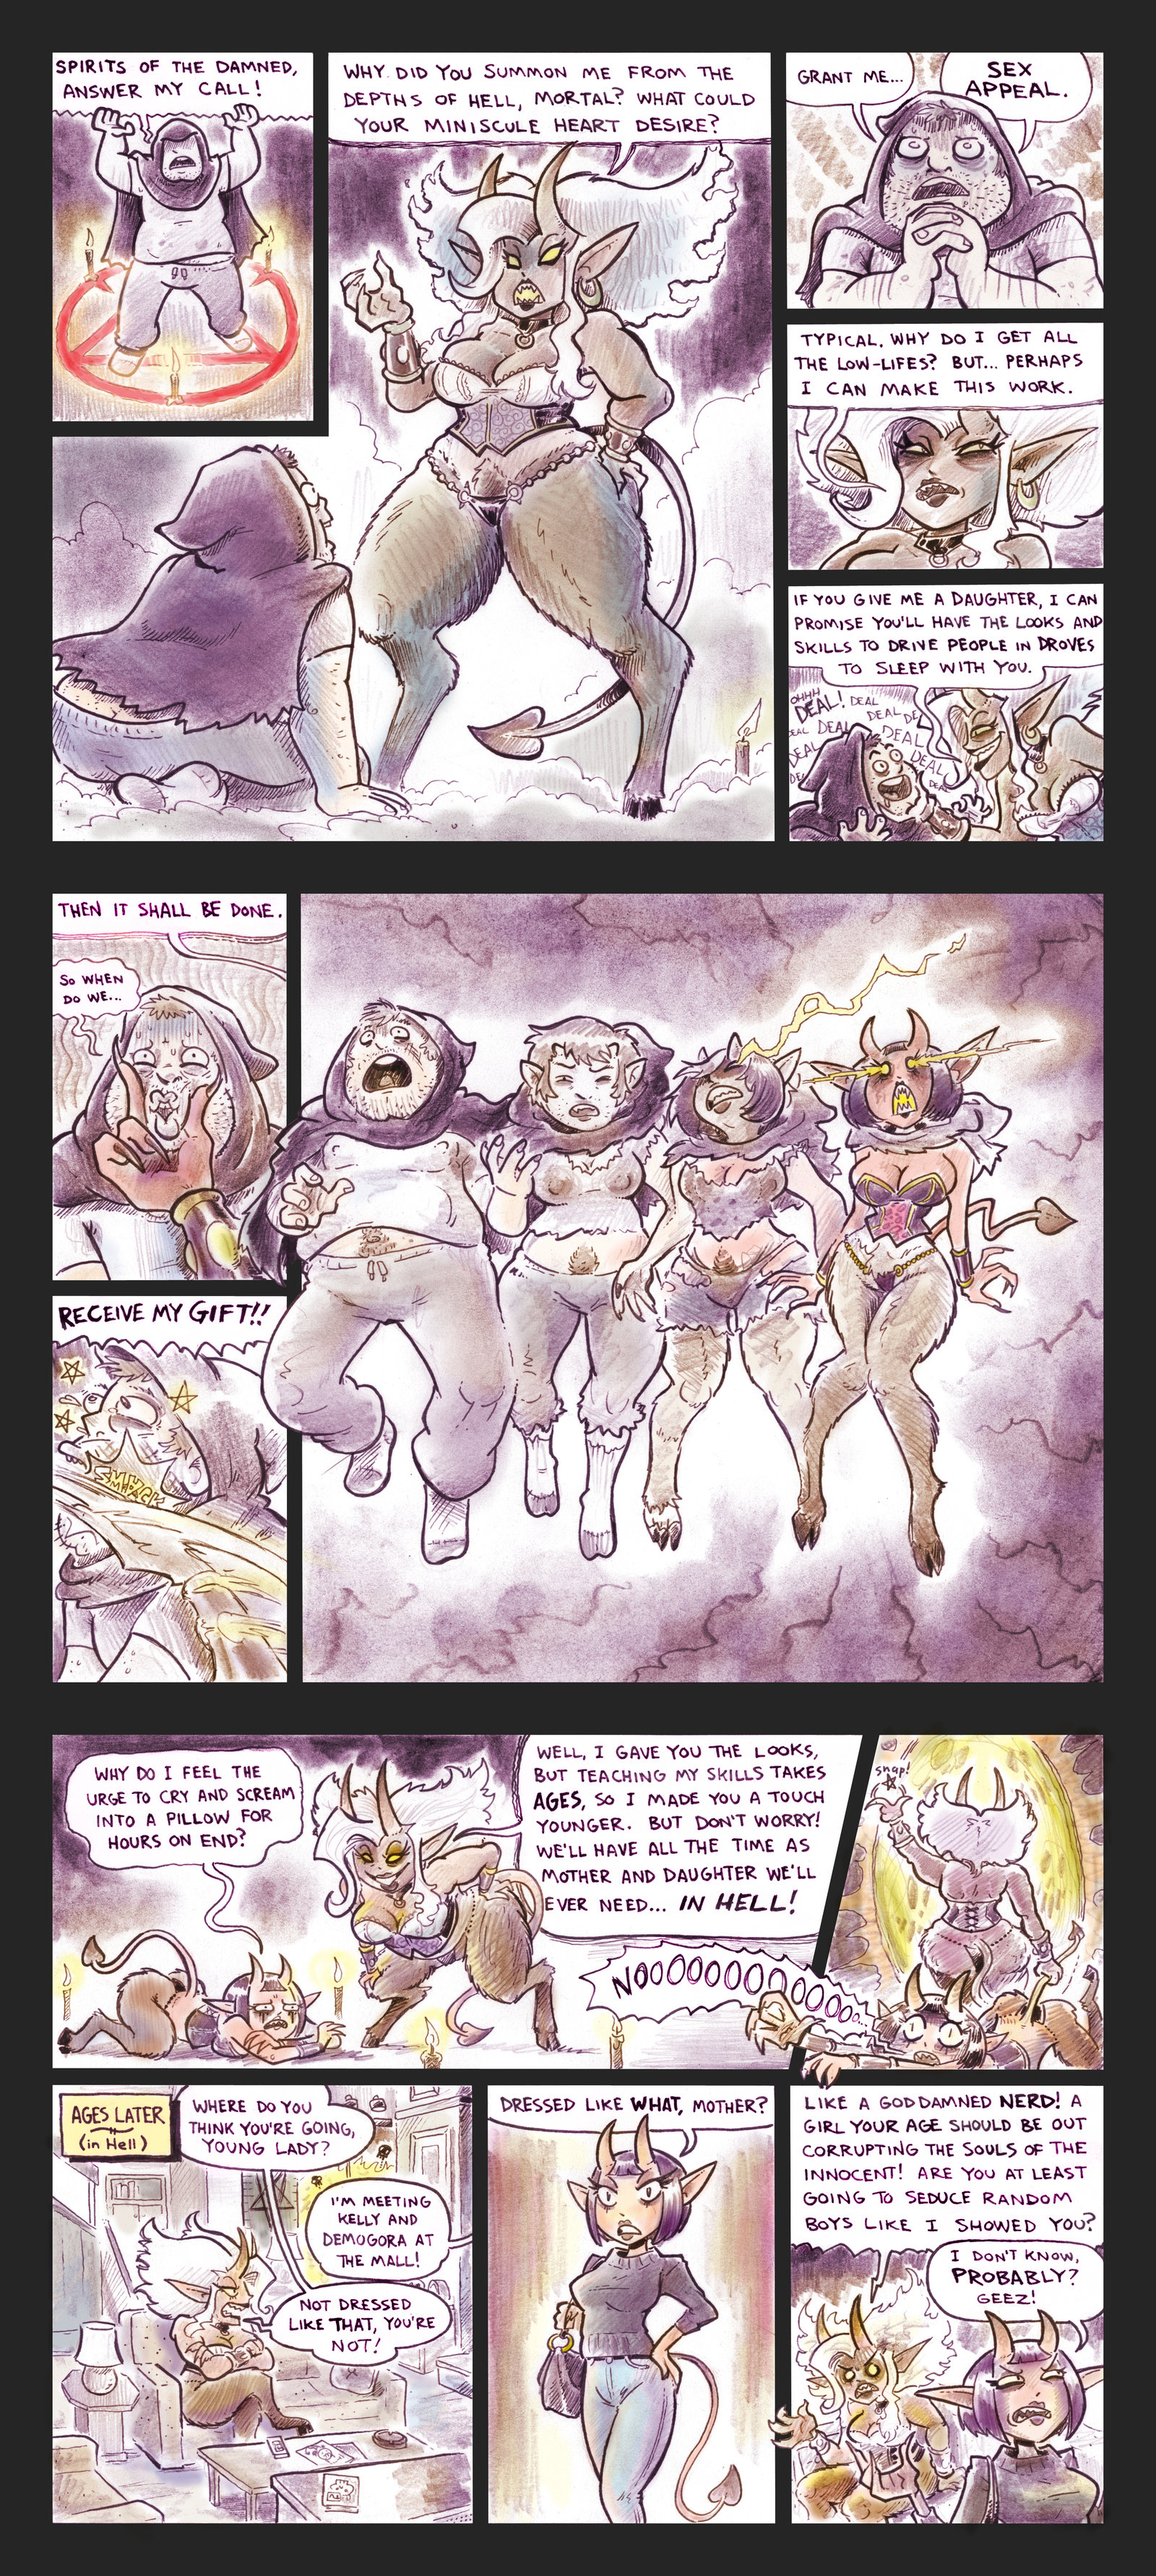 SPIRITS OF THE DAMNED,
ANSWER MY CALL!
WHY DID YOU SUMMON ME FROM THE
DEPTHS OF HELL, MORTAL? WHAT COULD
YOUR MINISCULE HEART DESIRE?
GRANT ME...
SEX
APPEAL.
TYPICAL. WHY DO I GET ALL
THE LOW-LIFES? BUT... PERHAPS
I CAN MAKE THIS WORK.
IF YOU GIVE ME A DAUGHTER, I CAN
PROMISE YOU'LL HAVE THE LOOKS AND
SKILLS TO DRIVE PEOPLE IN DROVES
TO SLEEP WITH YOU.
OHHH
DEAL! DEAL
DEAL DE
DEAL DEAL
DEAL
DEAL
DEAL
THEN IT SHALL BE DONE.
SO WHEN
DO WE...
RECEIVE MY GIFT!!
SMACK
WHY DO I FEEL THE
URGE TO CRY AND SCREAM
INTO A PILLOW FOR
HOURS ON END?
WELL, I GAVE YOU THE LOOKS,
BUT TEACHING MY SKILLS TAKES
AGES, SO I MADE YOU A TOUCH
YOUNGER. BUT DON'T WORRY!
WE'LL HAVE ALL THE TIME AS
MOTHER AND DAUGHTER WE'LL
EVER NEED... IN HELL!
snap!
NOOOOOOOOOOOOO...
AGES LATER
(in Hell)
WHERE DO YOU
THINK YOU'RE GOING,
YOUNG LADY?
I'M MEETING
KELLY AND
DEMOGORA AT
THE MALL!
NOT DRESSED
LIKE THAT, YOU'RE
NOT!
DRESSED LIKE WHAT, MOTHER?
LIKE A GODDAMNED NERD! A
GIRL YOUR AGE SHOULD BE OUT
CORRUPTING THE SOULS OF THE
INNOCENT! ARE YOU AT LEAST
GOING TO SEDUCE RANDOM
BOYS LIKE I SHOWED YOU?
I DON'T KNOW,
PROBABLY?
GEEZ!